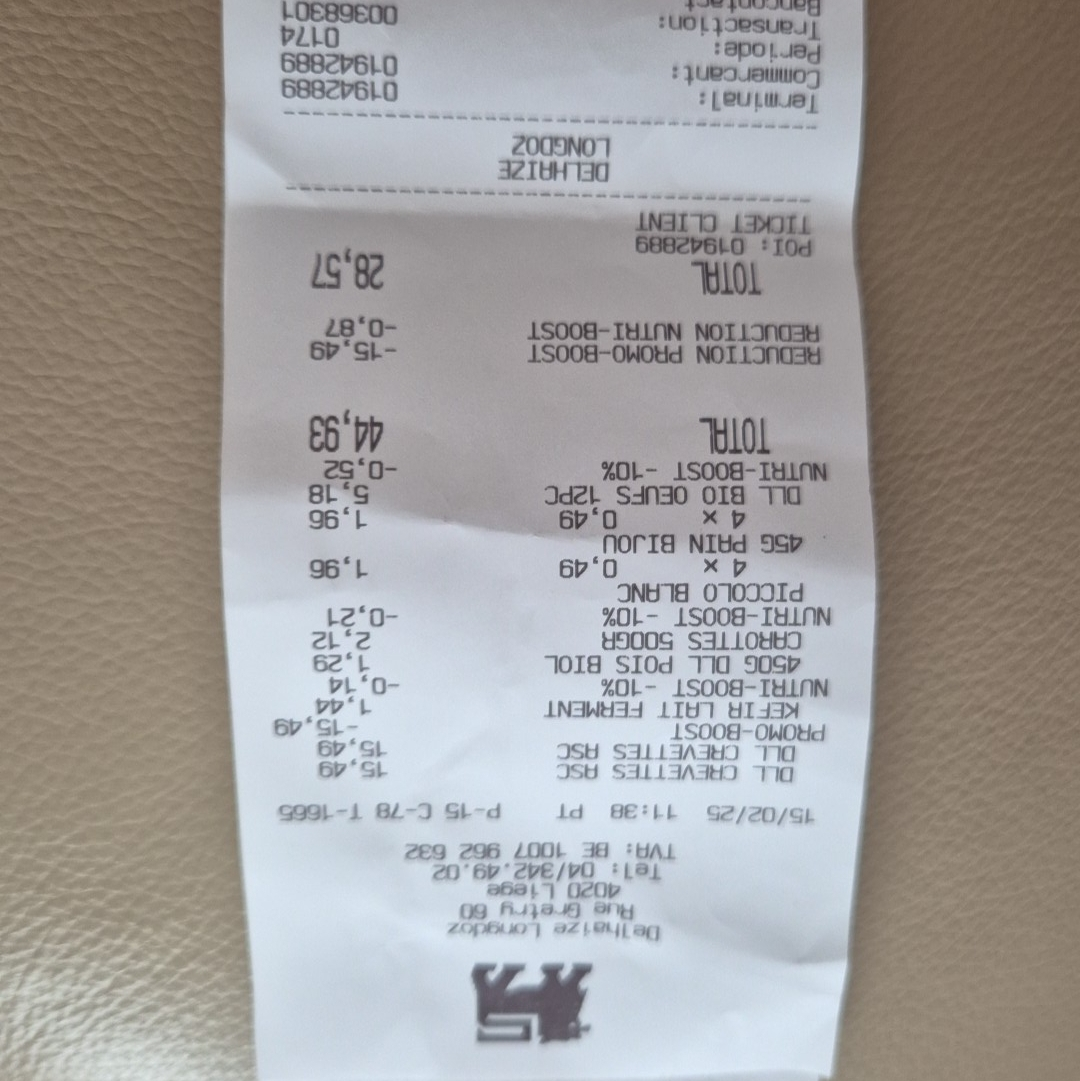 Delhaize Longdoz
Rue Gretry 60
4020 Liege
Tel: 04/342.49.02
TVA: BE 1007 962 632
15/02/25 11:38 PT P-15 C-78 T-1665
DLL CREVETTES ASC 15,49
DLL CREVETTES ASC 15,49
PROMO-BOOST -15,49
KEFIR LAIT FERMENT 1,44
NUTRI-BOOST -10% -0,14
450G DLL POIS BIOL 1,29
CAROTTES 500GR 2,12
NUTRI-BOOST -10% -0,21
PICCOLO BLANC
4 x 0,49 1,96
45G PAIN BIJOU
4 x 0,49 1,96
DLL BIO OEUFS 12PC 5,18
NUTRI-BOOST -10% -0,52
TOTAL 44,93
REDUCTION PROMO-BOOST -15,49
REDUCTION NUTRI-BOOST -0,87
TOTAL 28,57
POI: 01942889
TICKET CLIENT
DELHAIZE
LONGDOZ
Terminal: 01942889
Commercant: 01942889
Periode: 0174
Transaction: 00368301
Bancontact